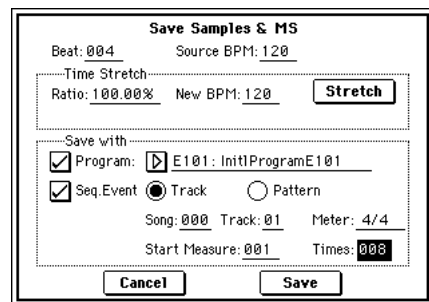 Save Samples & MS
Beat: 004 Source BPM: 120
Time Stretch
Ratio: 100.00% New BPM: 120 Stretch
Save with
Program: E101: InitlProgramE101
Seq.Event Track Pattern
Song: 000 Track: 01 Meter: 4/4
Start Measure: 001 Times: 008
Cancel Save